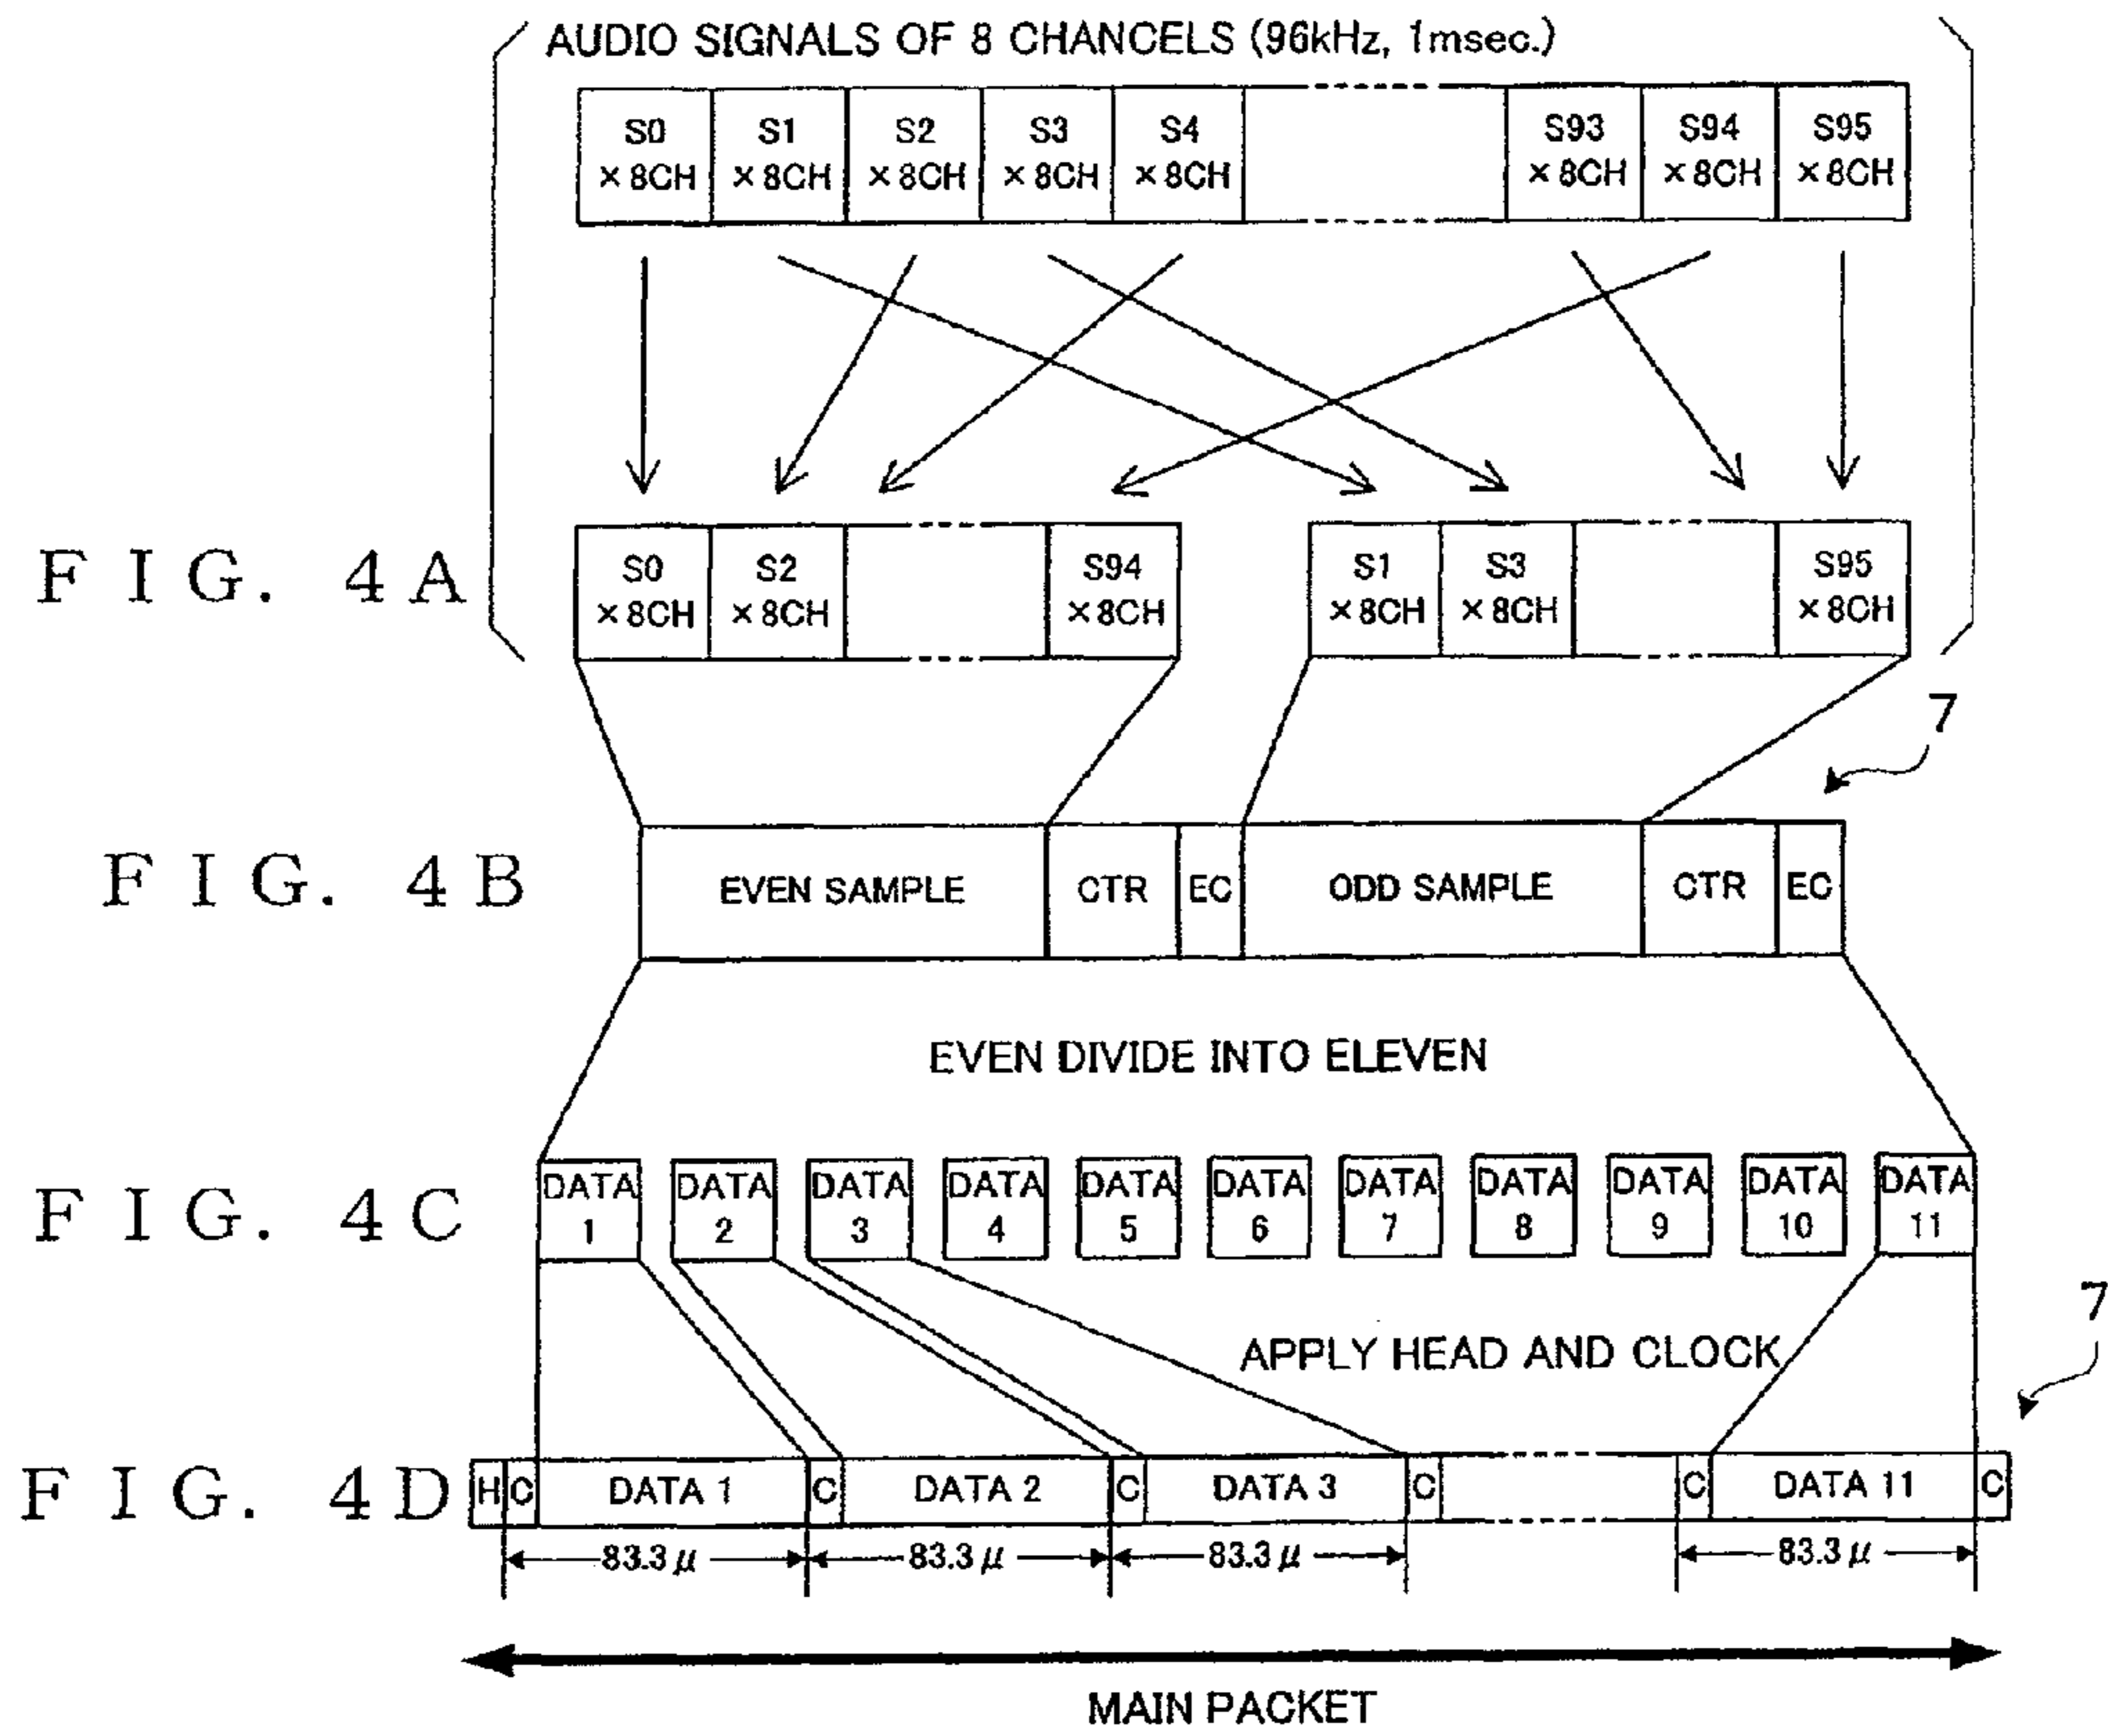 AUDIO SIGNALS OF 8 CHANCELS (96kHz, 1msec.)
S0 S1 S2 S3 S4 S93 S94 S95
×8CH ×8CH ×8CH ×8CH ×8CH ×8CH ×8CH ×8CH
FIG. 4A
S0 S2 S94 S1 S3 S95
×8CH ×8CH ×8CH ×8CH ×8CH ×8CH
7
FIG. 4B
EVEN SAMPLE CTR EC ODD SAMPLE CTR EC
EVEN DIVIDE INTO ELEVEN
FIG. 4C
DATA DATA DATA DATA DATA DATA DATA DATA DATA DATA DATA
1 2 3 4 5 6 7 8 9 10 11
7
APPLY HEAD AND CLOCK
FIG. 4D
H C DATA 1 C DATA 2 C DATA 3 C C DATA 11 C
83.3μ 83.3μ 83.3μ 83.3μ
MAIN PACKET